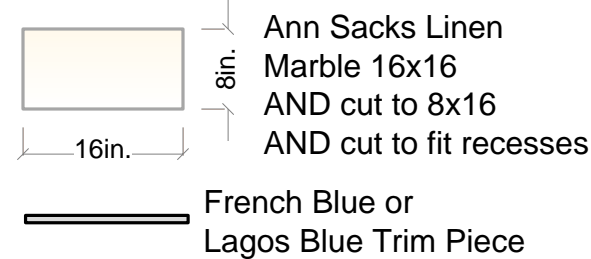 Ann Sacks Linen
Marble 16x16
AND cut to 8x16
AND cut to fit recesses
8in.
16in.
French Blue or
Lagos Blue Trim Piece